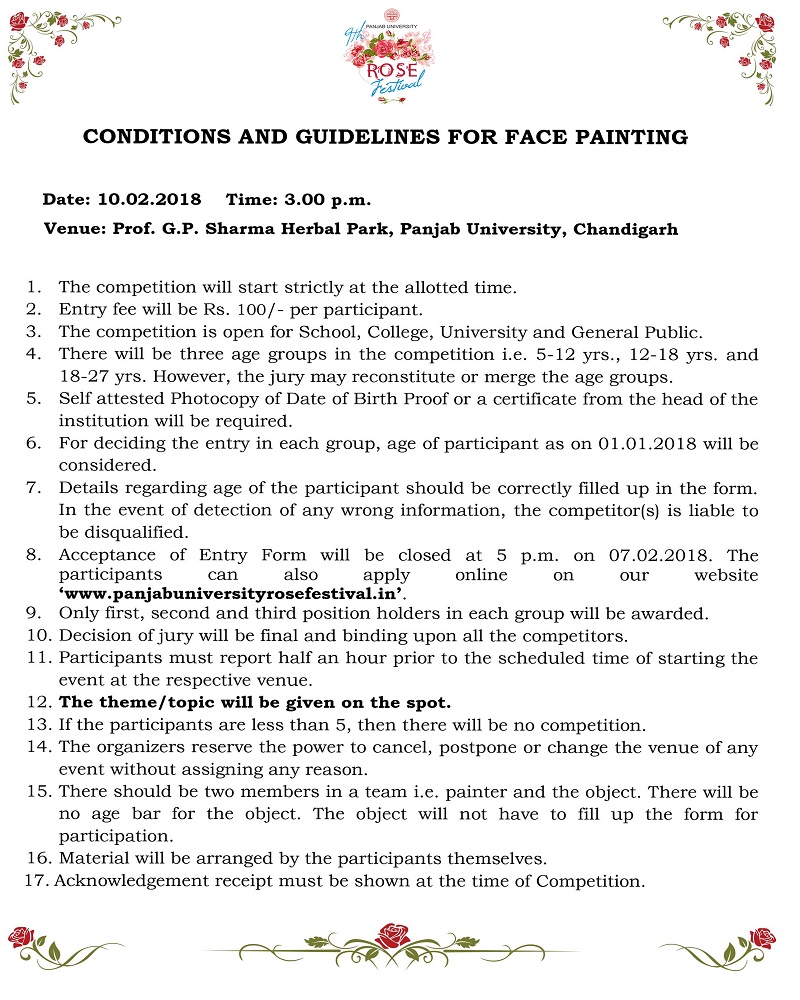 PANJAB UNIVERSITY
9th
ROSE
Festival
CONDITIONS AND GUIDELINES FOR FACE PAINTING
Date: 10.02.2018 Time: 3.00 p.m.
Venue: Prof. G.P. Sharma Herbal Park, Panjab University, Chandigarh
1. The competition will start strictly at the allotted time.
2. Entry fee will be Rs. 100/- per participant.
3. The competition is open for School, College, University and General Public.
4. There will be three age groups in the competition i.e. 5-12 yrs., 12-18 yrs. and
18-27 yrs. However, the jury may reconstitute or merge the age groups.
5. Self attested Photocopy of Date of Birth Proof or a certificate from the head of the
institution will be required.
6. For deciding the entry in each group, age of participant as on 01.01.2018 will be
considered.
7. Details regarding age of the participant should be correctly filled up in the form.
In the event of detection of any wrong information, the competitor(s) is liable to
be disqualified.
8. Acceptance of Entry Form will be closed at 5 p.m. on 07.02.2018. The
participants can also apply online on our website
‘www.panjabuniversityrosefestival.in’.
9. Only first, second and third position holders in each group will be awarded.
10. Decision of jury will be final and binding upon all the competitors.
11. Participants must report half an hour prior to the scheduled time of starting the
event at the respective venue.
12. The theme/topic will be given on the spot.
13. If the participants are less than 5, then there will be no competition.
14. The organizers reserve the power to cancel, postpone or change the venue of any
event without assigning any reason.
15. There should be two members in a team i.e. painter and the object. There will be
no age bar for the object. The object will not have to fill up the form for
participation.
16. Material will be arranged by the participants themselves.
17. Acknowledgement receipt must be shown at the time of Competition.